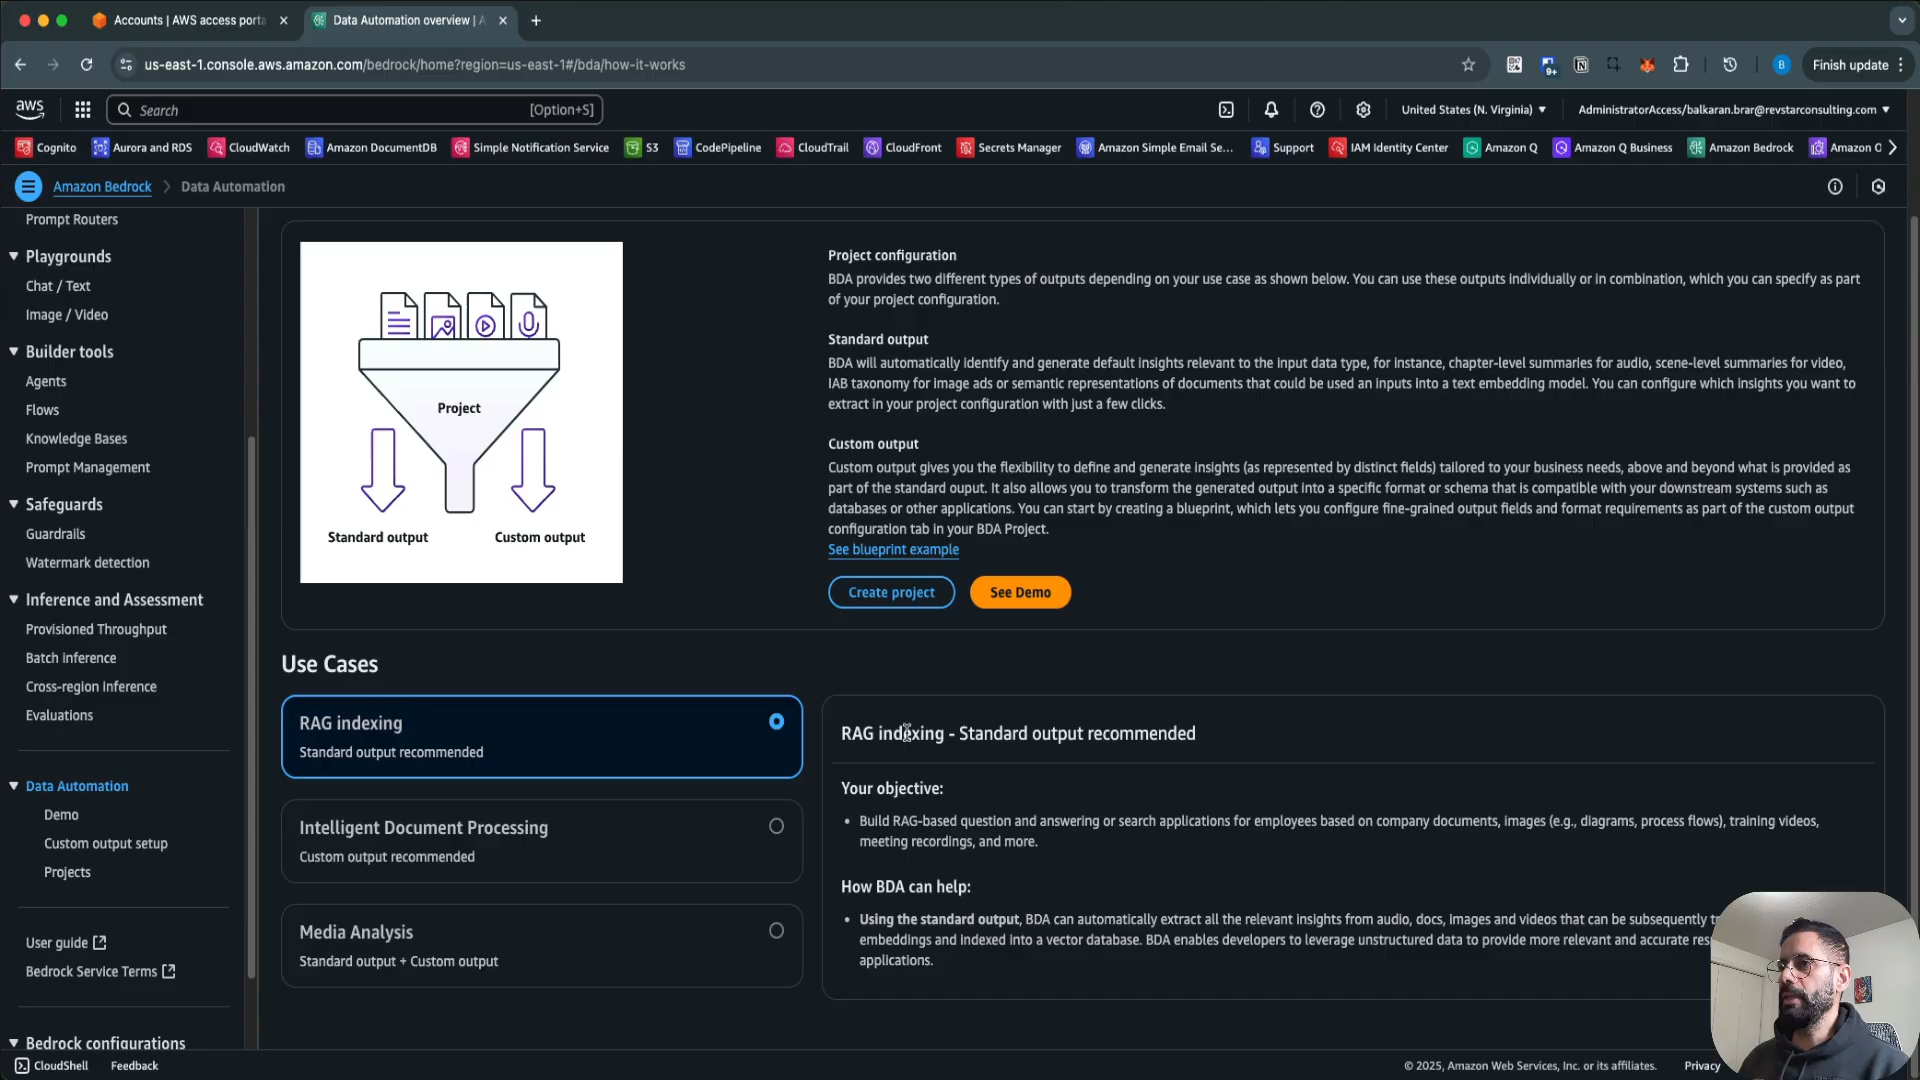 Accounts | AWS access porta
Data Automation overview | A
us-east-1.console.aws.amazon.com/bedrock/home?region=us-east-1#/bda/how-it-works
9+
B
Finish update
aws
Search
[Option+S]
United States (N. Virginia)
AdministratorAccess/balkaran.brar@revstarconsulting.com
Cognito
Aurora and RDS
CloudWatch
Amazon DocumentDB
Simple Notification Service
S3
CodePipeline
CloudTrail
CloudFront
Secrets Manager
Amazon Simple Email Se...
Support
IAM Identity Center
Amazon Q
Amazon Q Business
Amazon Bedrock
Amazon O
Amazon Bedrock
Data Automation
Prompt Routers
Playgrounds
Chat / Text
Image / Video
Builder tools
Agents
Flows
Knowledge Bases
Prompt Management
Safeguards
Guardrails
Watermark detection
Inference and Assessment
Provisioned Throughput
Batch inference
Cross-region Inference
Evaluations
Data Automation
Demo
Custom output setup
Projects
User guide
Bedrock Service Terms
Bedrock configurations
Project
Standard output
Custom output
Project configuration
BDA provides two different types of outputs depending on your use case as shown below. You can use these outputs individually or in combination, which you can specify as part
of your project configuration.
Standard output
BDA will automatically identify and generate default insights relevant to the input data type, for instance, chapter-level summaries for audio, scene-level summaries for video,
IAB taxonomy for image ads or semantic representations of documents that could be used an inputs into a text embedding model. You can configure which insights you want to
extract in your project configuration with just a few clicks.
Custom output
Custom output gives you the flexibility to define and generate insights (as represented by distinct fields) tailored to your business needs, above and beyond what is provided as
part of the standard ouput. It also allows you to transform the generated output into a specific format or schema that is compatible with your downstream systems such as
databases or other applications. You can start by creating a blueprint, which lets you configure fine-grained output fields and format requirements as part of the custom output
configuration tab in your BDA Project.
See blueprint example
Create project
See Demo
Use Cases
RAG indexing
Standard output recommended
Intelligent Document Processing
Custom output recommended
Media Analysis
Standard output + Custom output
RAG indexing - Standard output recommended
Your objective:
• Build RAG-based question and answering or search applications for employees based on company documents, images (e.g., diagrams, process flows), training videos,
meeting recordings, and more.
How BDA can help:
• Using the standard output, BDA can automatically extract all the relevant insights from audio, docs, images and videos that can be subsequently
embeddings and indexed into a vector database. BDA enables developers to leverage unstructured data to provide more relevant and accurate
applications.
CloudShell
Feedback
© 2025, Amazon Web Services, Inc. or its affiliates.
Privacy